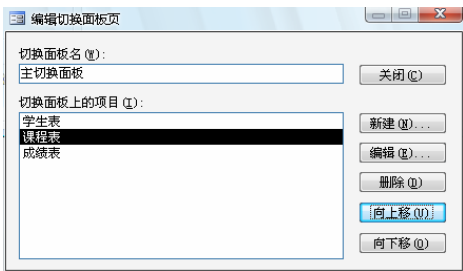 编辑切换面板页
切换面板名(W):
主切换面板
关闭(C)
切换面板上的项目(I):
学生表
课程表
成绩表
新建(N)...
编辑(E)...
删除(D)
向上移(U)
向下移(O)